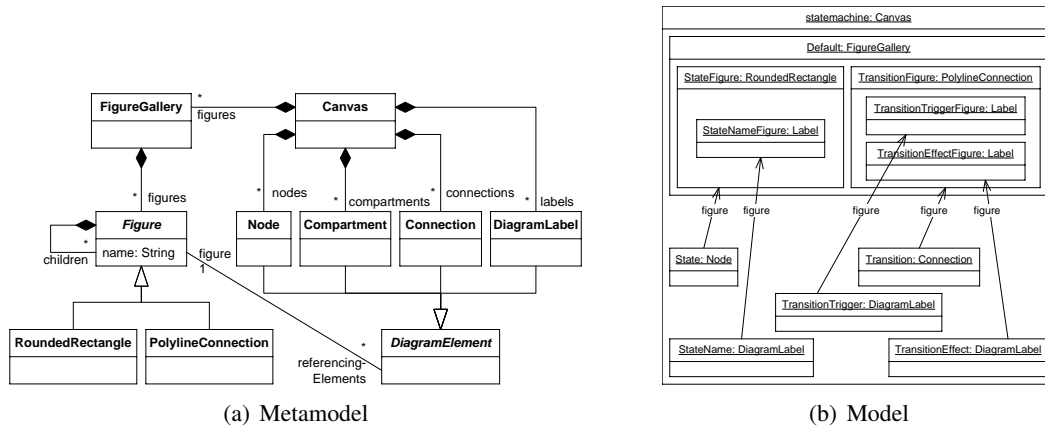 FigureGallery
*
figures
Canvas
*
figures
*
nodes
*
compartments
*
connections
*
labels
Figure
name: String
*
children
figure
1
Node
Compartment
Connection
DiagramLabel
RoundedRectangle
PolylineConnection
*
referencing-
Elements
DiagramElement
(a) Metamodel
statemachine: Canvas
Default: FigureGallery
StateFigure: RoundedRectangle
TransitionFigure: PolylineConnection
TransitionTriggerFigure: Label
StateNameFigure: Label
TransitionEffectFigure: Label
figure
figure
figure
figure
figure
State: Node
Transition: Connection
TransitionTrigger: DiagramLabel
StateName: DiagramLabel
TransitionEffect: DiagramLabel
(b) Model